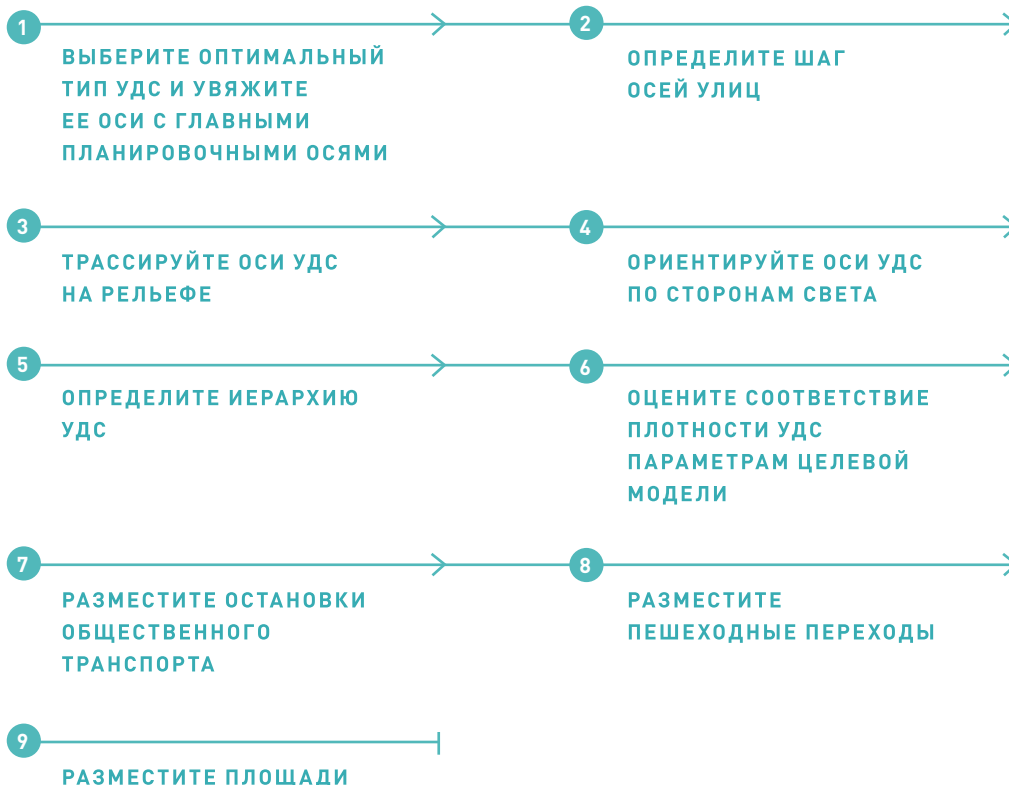 1
ВЫБЕРИТЕ ОПТИМАЛЬНЫЙ
ТИП УДС И УВЯЖИТЕ
ЕЕ ОСИ С ГЛАВНЫМИ
ПЛАНИРОВОЧНЫМИ ОСЯМИ
2
ОПРЕДЕЛИТЕ ШАГ
ОСЕЙ УЛИЦ
3
ТРАССИРУЙТЕ ОСИ УДС
НА РЕЛЬЕФЕ
4
ОРИЕНТИРУЙТЕ ОСИ УДС
ПО СТОРОНАМ СВЕТА
5
ОПРЕДЕЛИТЕ ИЕРАРХИЮ
УДС
6
ОЦЕНИТЕ СООТВЕТСТВИЕ
ПЛОТНОСТИ УДС
ПАРАМЕТРАМ ЦЕЛЕВОЙ
МОДЕЛИ
7
РАЗМЕСТИТЕ ОСТАНОВКИ
ОБЩЕСТВЕННОГО
ТРАНСПОРТА
8
РАЗМЕСТИТЕ
ПЕШЕХОДНЫЕ ПЕРЕХОДЫ
9
РАЗМЕСТИТЕ ПЛОЩАДИ